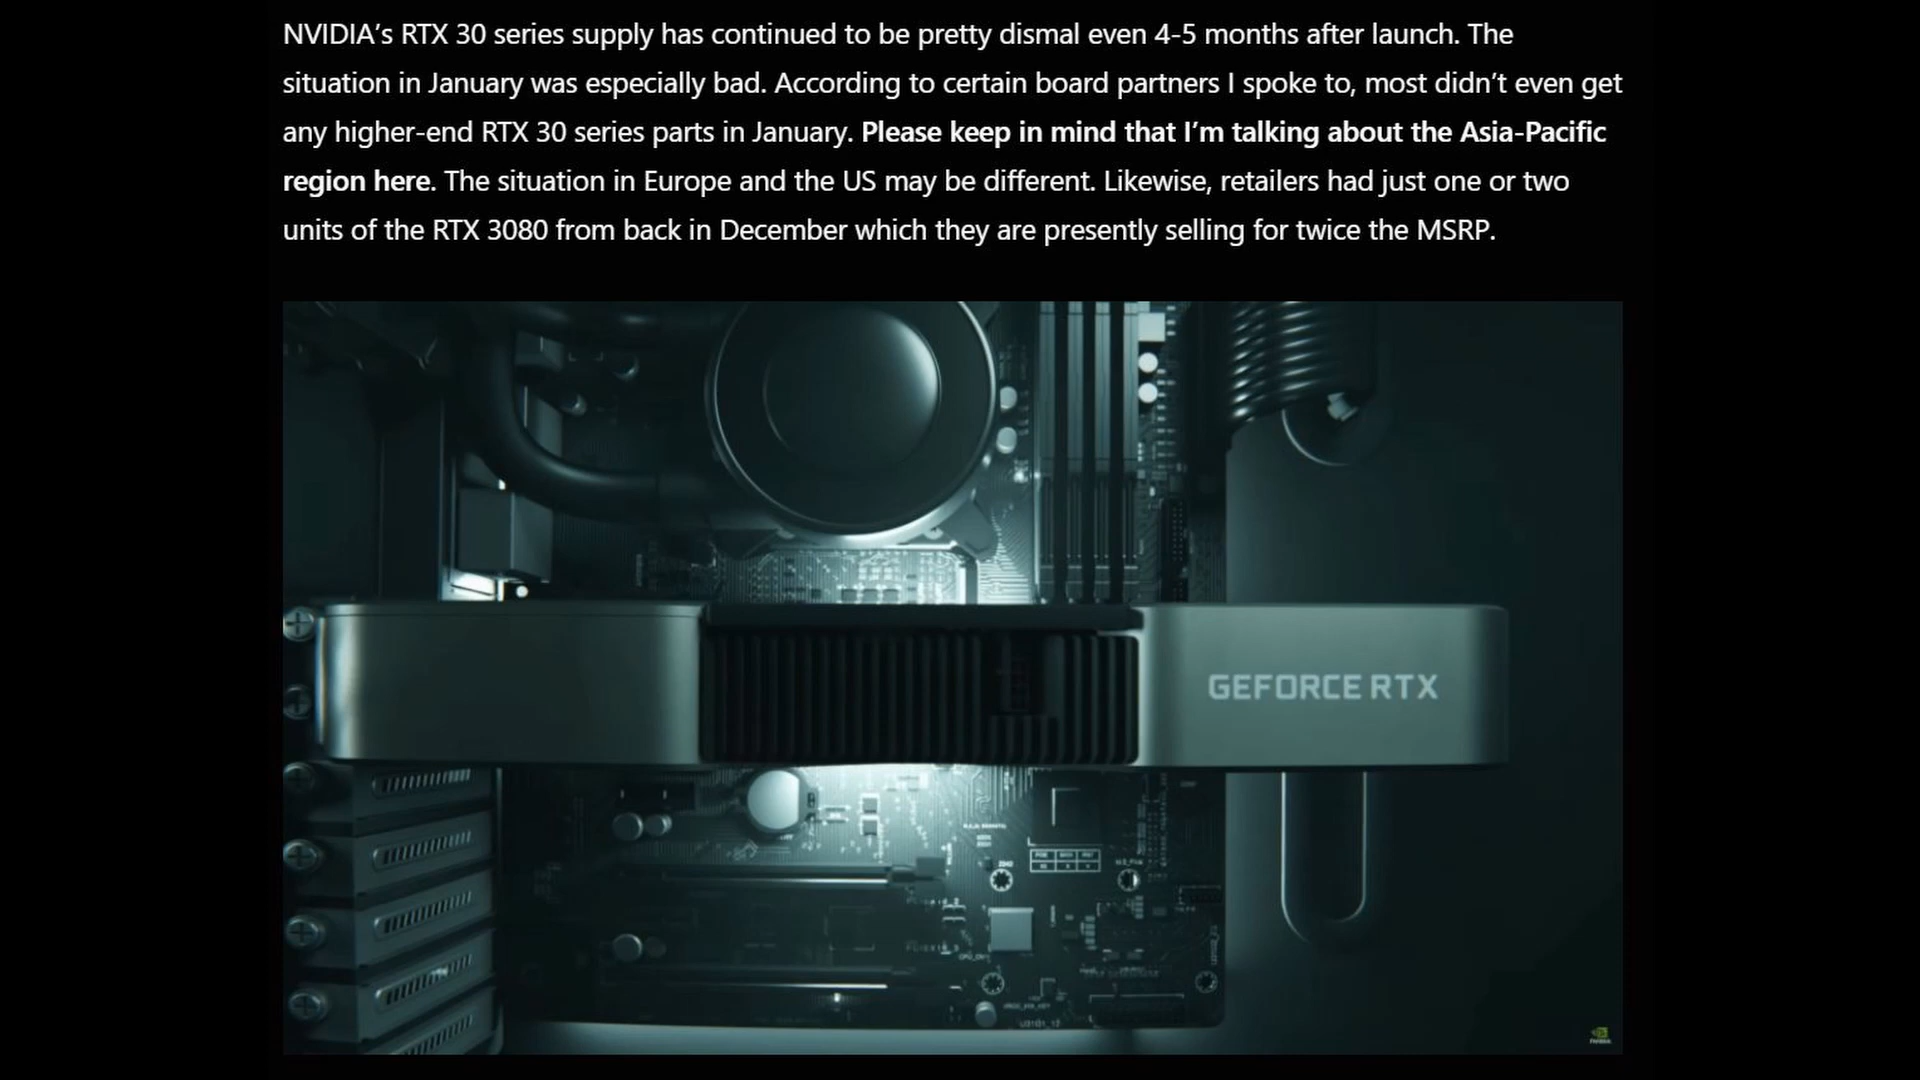 NVIDIA’s RTX 30 series supply has continued to be pretty dismal even 4-5 months after launch. The
situation in January was especially bad. According to certain board partners I spoke to, most didn’t even get
any higher-end RTX 30 series parts in January. Please keep in mind that I’m talking about the Asia-Pacific
region here. The situation in Europe and the US may be different. Likewise, retailers had just one or two
units of the RTX 3080 from back in December which they are presently selling for twice the MSRP.
GEFORCE RTX
NVIDIA